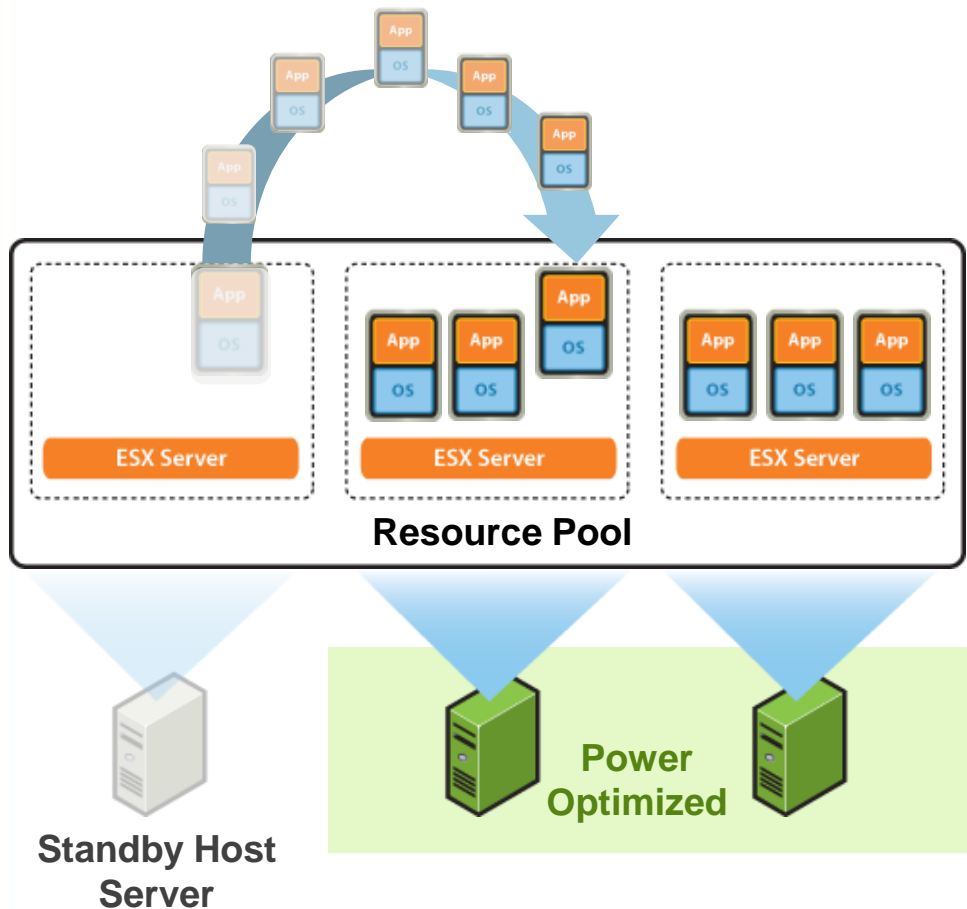 App
OS
App
OS
App
OS
App
OS
App
OS
App
OS
App
OS
App
OS
App
OS
App
OS
App
OS
App
OS
ESX Server
ESX Server
ESX Server
Resource Pool
Power
Optimized
Standby Host
Server